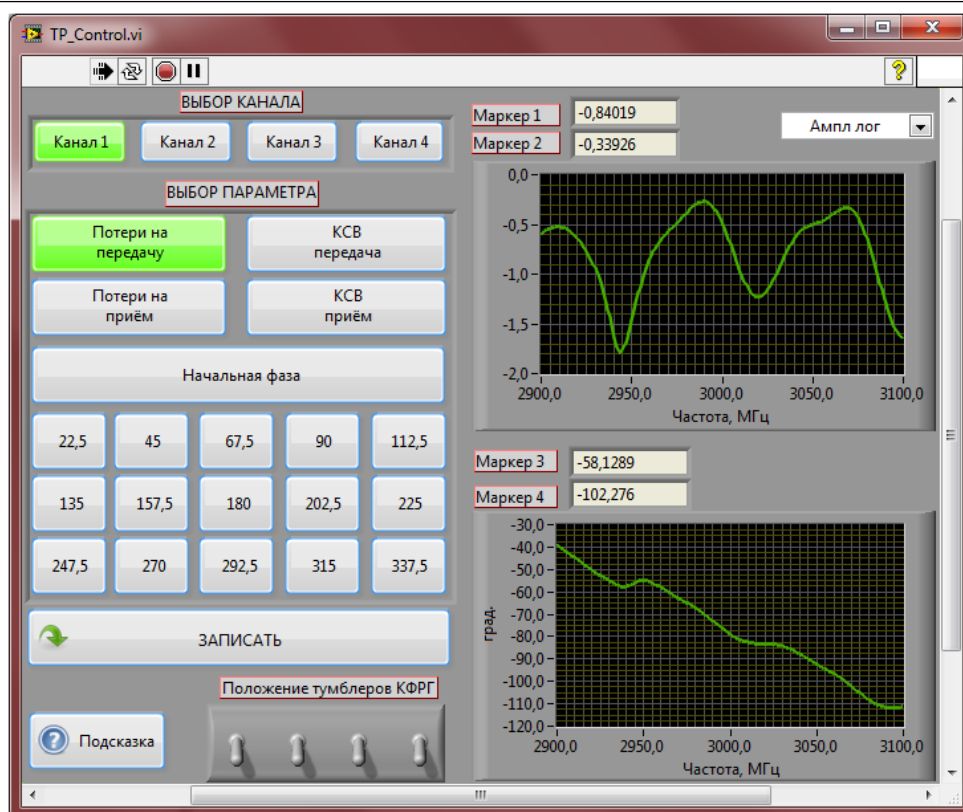 TP_Control.vi
ВЫБОР КАНАЛА
Канал 1
Канал 2
Канал 3
Канал 4
ВЫБОР ПАРАМЕТРА
Потери на
передачу
КСВ
передача
Потери на
приём
КСВ
приём
Начальная фаза
22,5 45 67,5 90 112,5
135 157,5 180 202,5 225
247,5 270 292,5 315 337,5
ЗАПИСАТЬ
Положение тумблеров КФРГ
Подсказка
Маркер 1 -0,84019
Маркер 2 -0,33926
Ампл лог
0,0
-0,5
-1,0
-1,5
-2,0
2900,0 2950,0 3000,0 3050,0 3100,0
Частота, МГц
Маркер 3 -58,1289
Маркер 4 -102,276
град.
-30,0
-40,0
-50,0
-60,0
-70,0
-80,0
-90,0
-100,0
-110,0
-120,0
2900,0 2950,0 3000,0 3050,0 3100,0
Частота, МГц